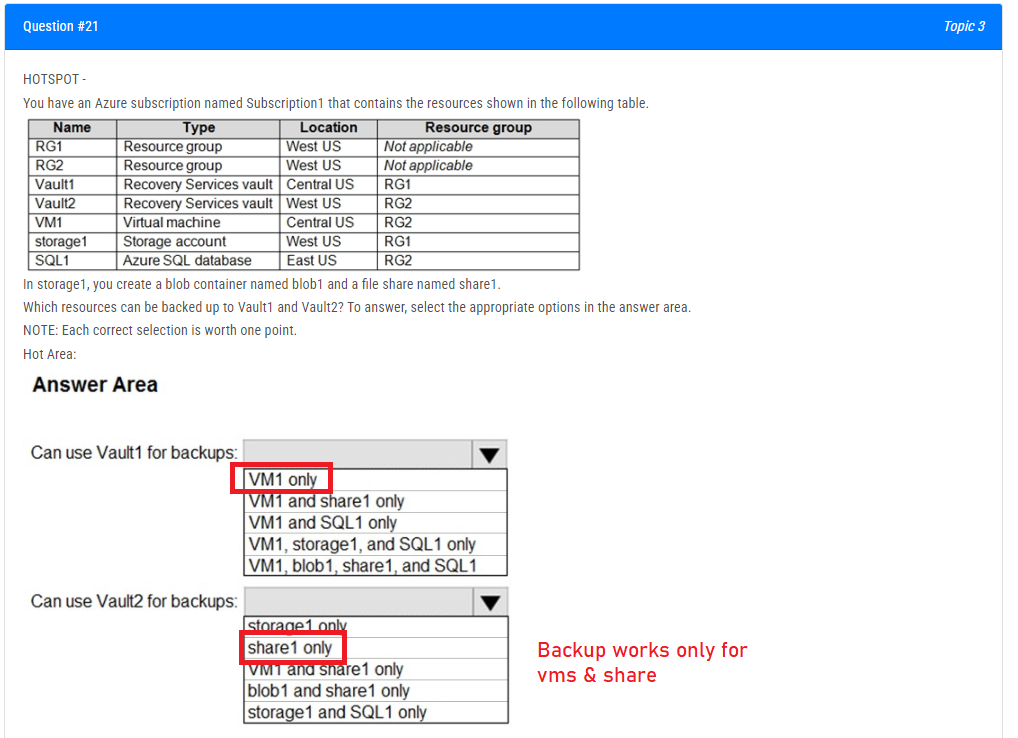 Question #21
Topic 3
HOTSPOT -
You have an Azure subscription named Subscription1 that contains the resources shown in the following table.
Name Type Location Resource group
RG1 Resource group West US Not applicable
RG2 Resource group West US Not applicable
Vault1 Recovery Services vault Central US RG1
Vault2 Recovery Services vault West US RG2
VM1 Virtual machine Central US RG2
storage1 Storage account West US RG1
SQL1 Azure SQL database East US RG2
In storage1, you create a blob container named blob1 and a file share named share1.
Which resources can be backed up to Vault1 and Vault2? To answer, select the appropriate options in the answer area.
NOTE: Each correct selection is worth one point.
Hot Area:
Answer Area
Can use Vault1 for backups:
VM1 only
VM1 and share1 only
VM1 and SQL1 only
VM1, storage1, and SQL1 only
VM1, blob1, share1, and SQL1
Can use Vault2 for backups:
storage1 only
share1 only
VM1 and share1 only
blob1 and share1 only
storage1 and SQL1 only
Backup works only for
vms & share